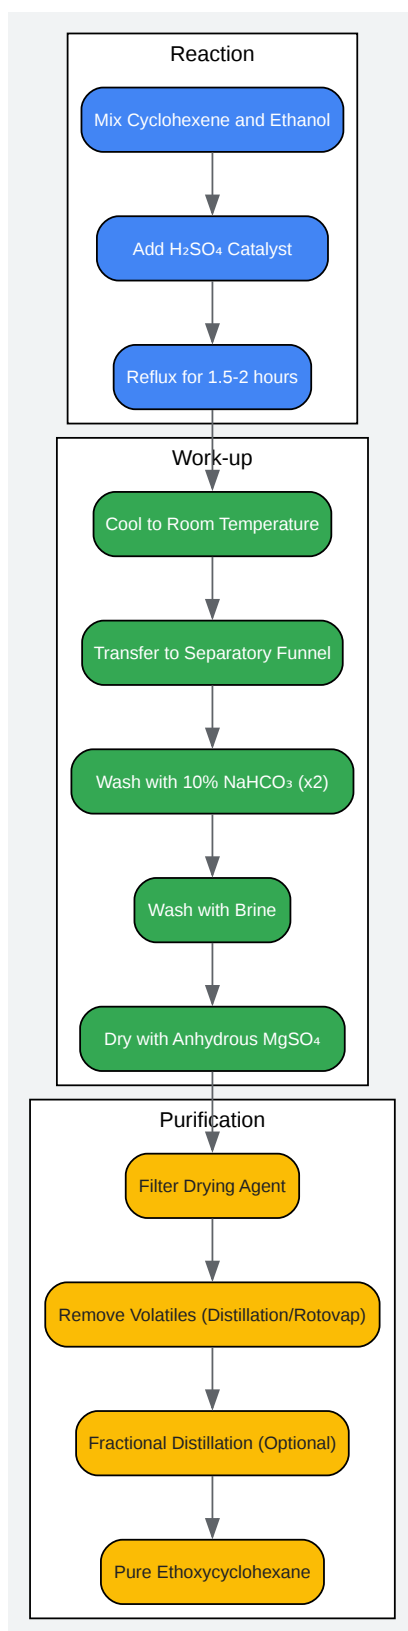 Reaction
Mix Cyclohexene and Ethanol
Add H₂SO₄ Catalyst
Reflux for 1.5-2 hours
Work-up
Cool to Room Temperature
Transfer to Separatory Funnel
Wash with 10% NaHCO₃ (x2)
Wash with Brine
Dry with Anhydrous MgSO₄
Purification
Filter Drying Agent
Remove Volatiles (Distillation/Rotovap)
Fractional Distillation (Optional)
Pure Ethoxycyclohexane